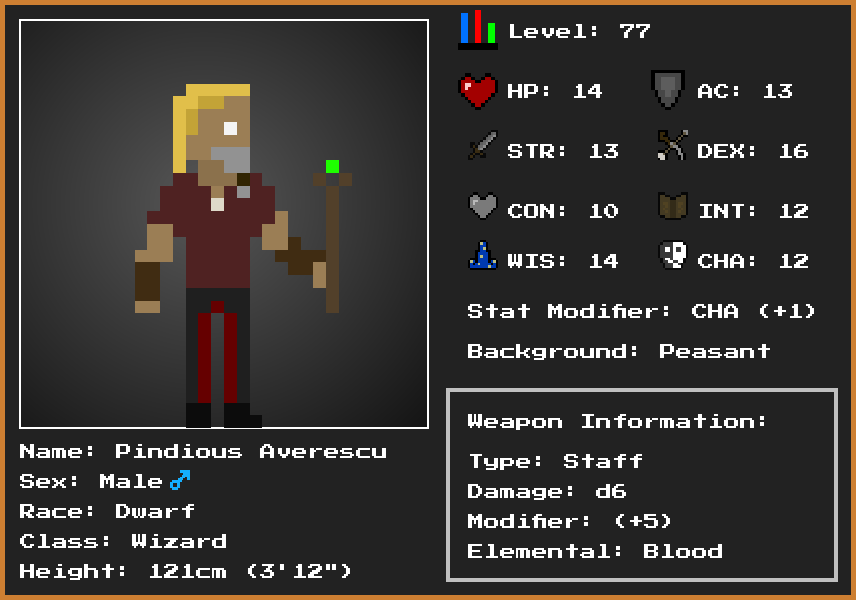 Level: 77
HP: 14 AC: 13
STR: 13 DEX: 16
CON: 10 INT: 12
WIS: 14 CHA: 12
Stat Modifier: CHA (+1)
Background: Peasant
Weapon Information:
Type: Staff
Damage: d6
Modifier: (+5)
Elemental: Blood
Name: Pindious Averescu
Sex: Male♂
Race: Dwarf
Class: Wizard
Height: 121cm (3'12")